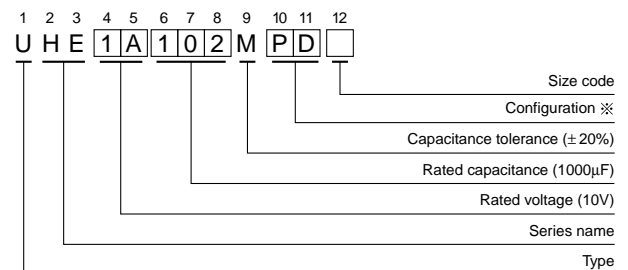 1 2 3 4 5 6 7 8 9 10 11 12
U H E 1 A 1 0 2 M P D
Size code
Configuration ※
Capacitance tolerance (±20%)
Rated capacitance (1000µF)
Rated voltage (10V)
Series name
Type